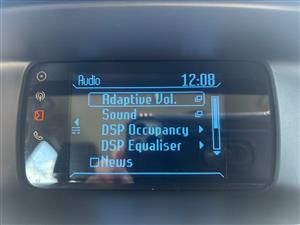 Audio 12:08
Adaptive Vol.
Sound
DSP Occupancy
DSP Equaliser
News